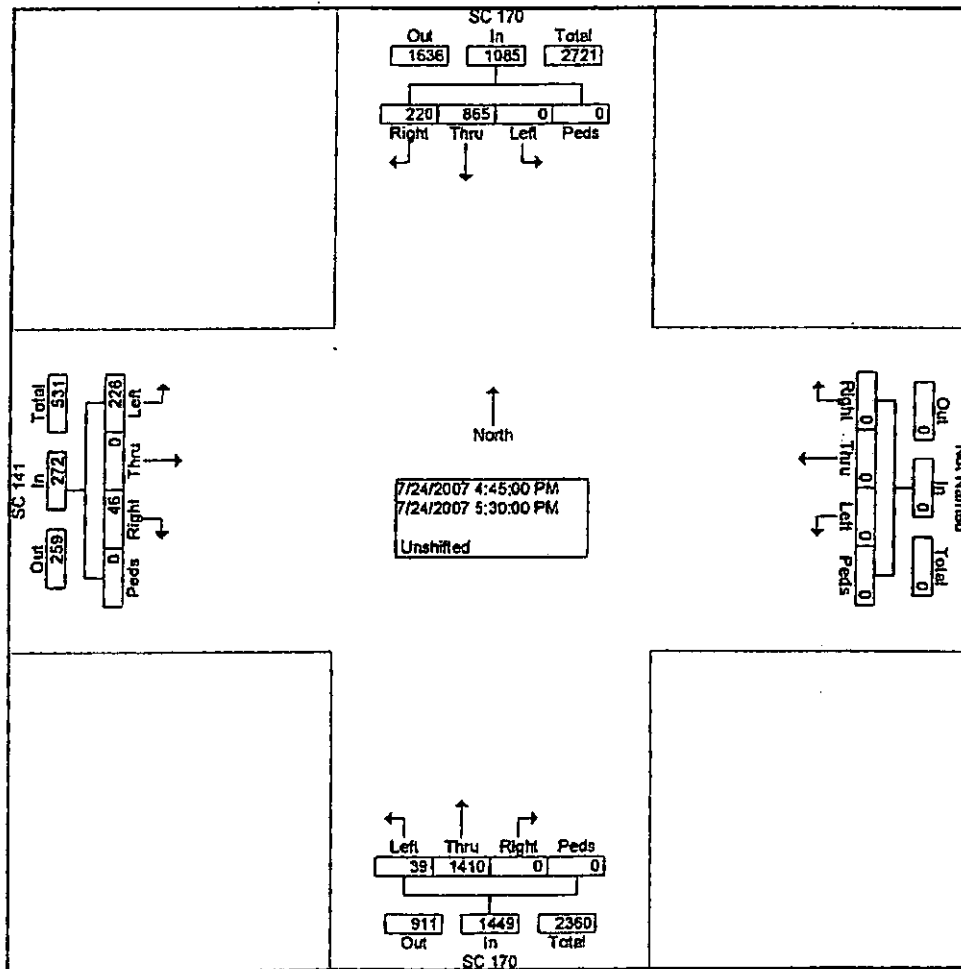 SC 170
Out In Total
1636 1085 2721
220 865 0 0
Right Thru Left Peds
Total 531
In 272
Out 259
SC 141
Left 226
Thru 0
Right 46
Peds 0
North
7/24/2007 4:45:00 PM
7/24/2007 5:30:00 PM
Unshifted
Right 0
Thru 0
Left 0
Peds 0
Out 0
In 0
Total 0
Left Thru Right Peds
39 1410 0 0
911 1449 2360
Out In Total
SC 170